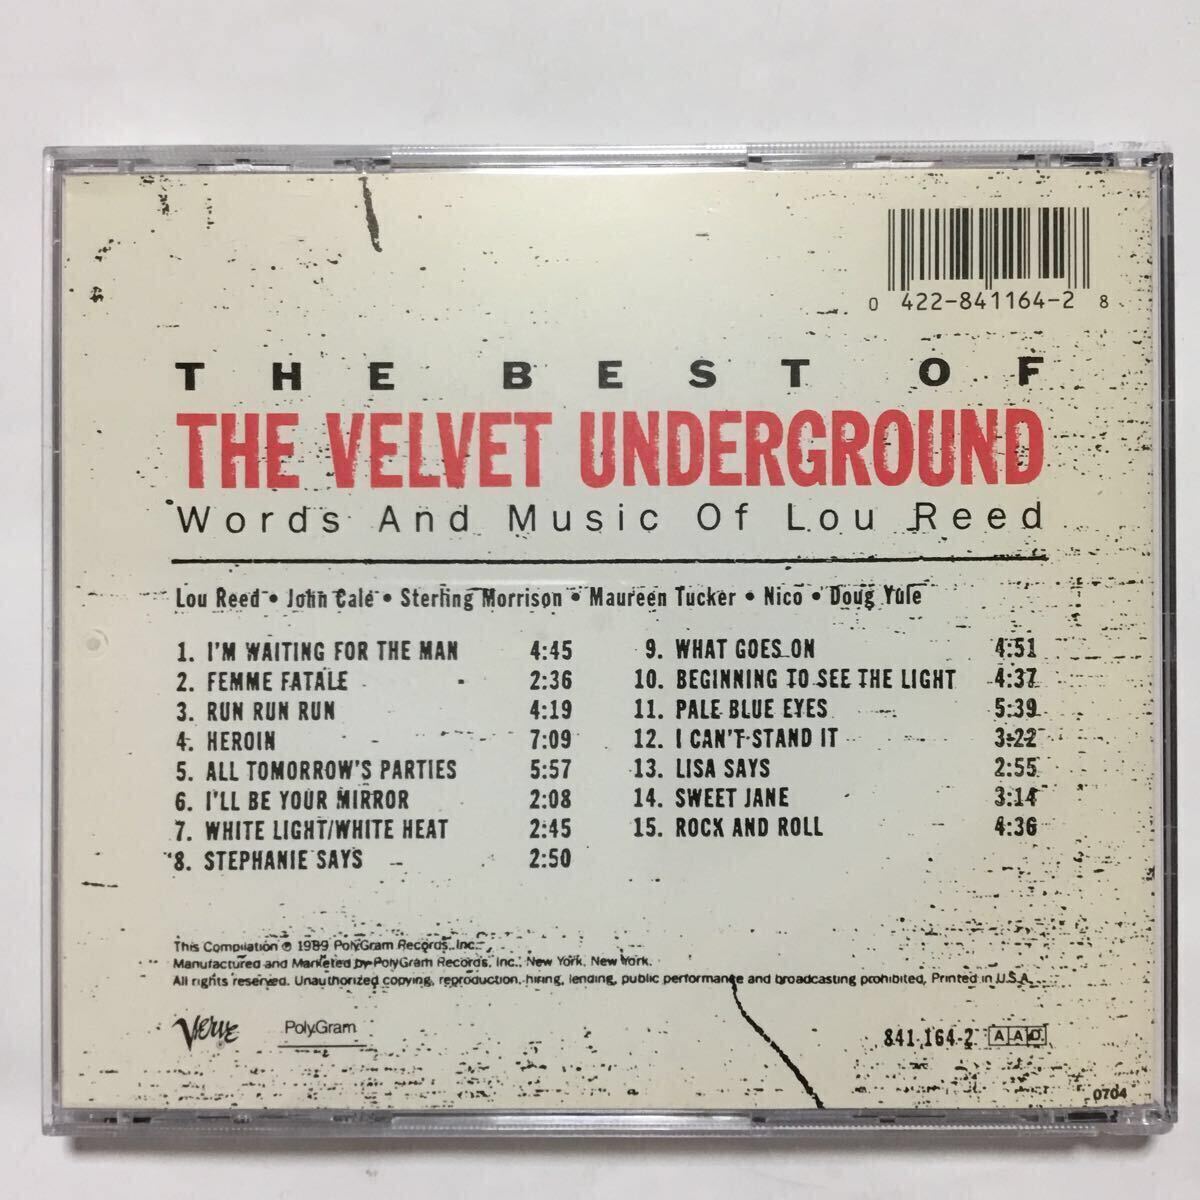 0 422-841164-2 8
THE BEST OF
THE VELVET UNDERGROUND
Words And Music Of Lou Reed
Lou Reed • John Cale • Sterling Morrison • Maureen Tucker • Nico • Doug Yule
1. I'M WAITING FOR THE MAN 4:45
2. FEMME FATALE 2:36
3. RUN RUN RUN 4:19
4. HEROIN 7:09
5. ALL TOMORROW'S PARTIES 5:57
6. I'LL BE YOUR MIRROR 2:08
7. WHITE LIGHT/WHITE HEAT 2:45
8. STEPHANIE SAYS 2:50
9. WHAT GOES ON 4:51
10. BEGINNING TO SEE THE LIGHT 4:37
11. PALE BLUE EYES 5:39
12. I CAN'T STAND IT 3:22
13. LISA SAYS 2:55
14. SWEET JANE 3:14
15. ROCK AND ROLL 4:36
This Compilation ℗ 1989 PolyGram Records, Inc.
Manufactured and Marketed by PolyGram Records, Inc., New York, New York.
All rights reserved. Unauthorized copying, reproduction, hiring, lending, public performance and broadcasting prohibited. Printed in U.S.A.
Verve PolyGram 841 164-2 AAD
0704